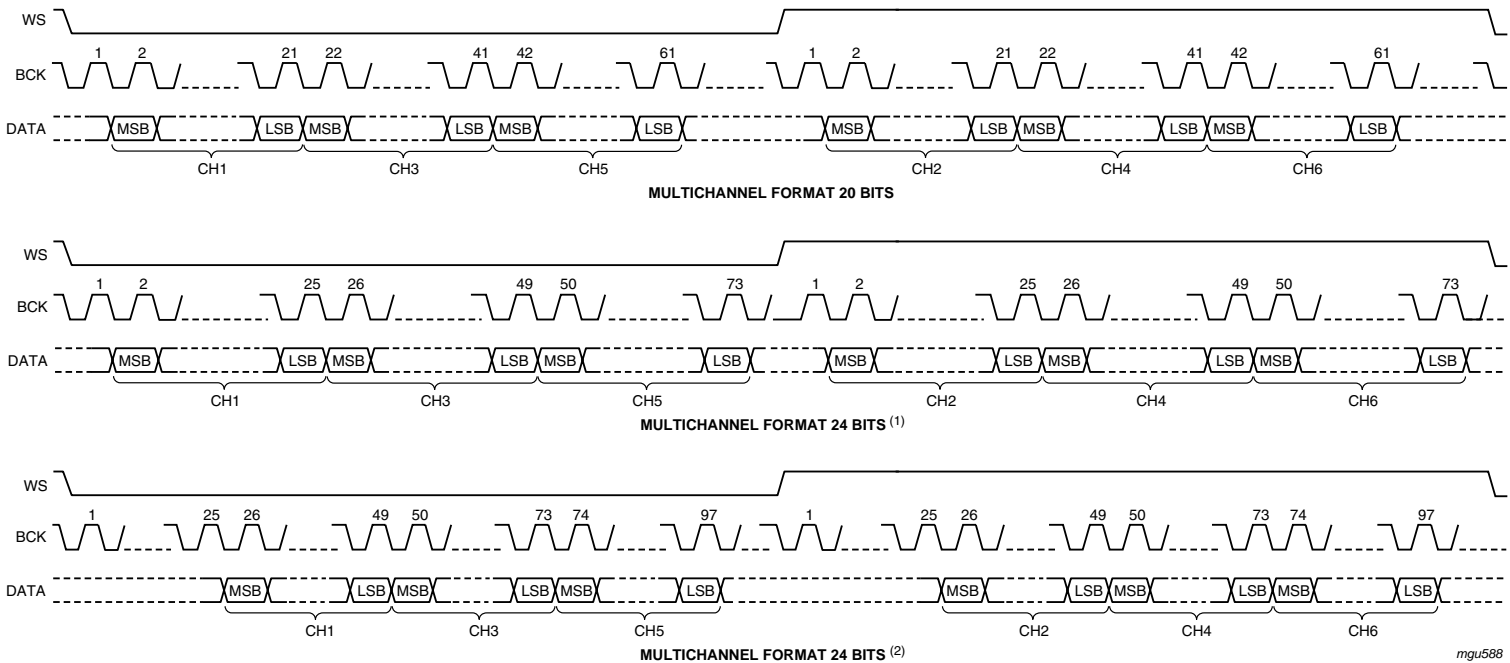 WS
1 2 21 22 41 42 61 1 2 21 22 41 42 61
BCK
DATA MSB LSB MSB LSB MSB LSB MSB LSB MSB LSB MSB LSB
CH1 CH3 CH5 CH2 CH4 CH6
MULTICHANNEL FORMAT 20 BITS
WS
1 2 25 26 49 50 73 1 2 25 26 49 50 73
BCK
DATA MSB LSB MSB LSB MSB LSB MSB LSB MSB LSB MSB LSB
CH1 CH3 CH5 CH2 CH4 CH6
MULTICHANNEL FORMAT 24 BITS (1)
WS
1 25 26 49 50 73 74 97 1 25 26 49 50 73 74 97
BCK
DATA MSB LSB MSB LSB MSB LSB MSB LSB MSB LSB MSB LSB
CH1 CH3 CH5 CH2 CH4 CH6
MULTICHANNEL FORMAT 24 BITS (2)
mgu588